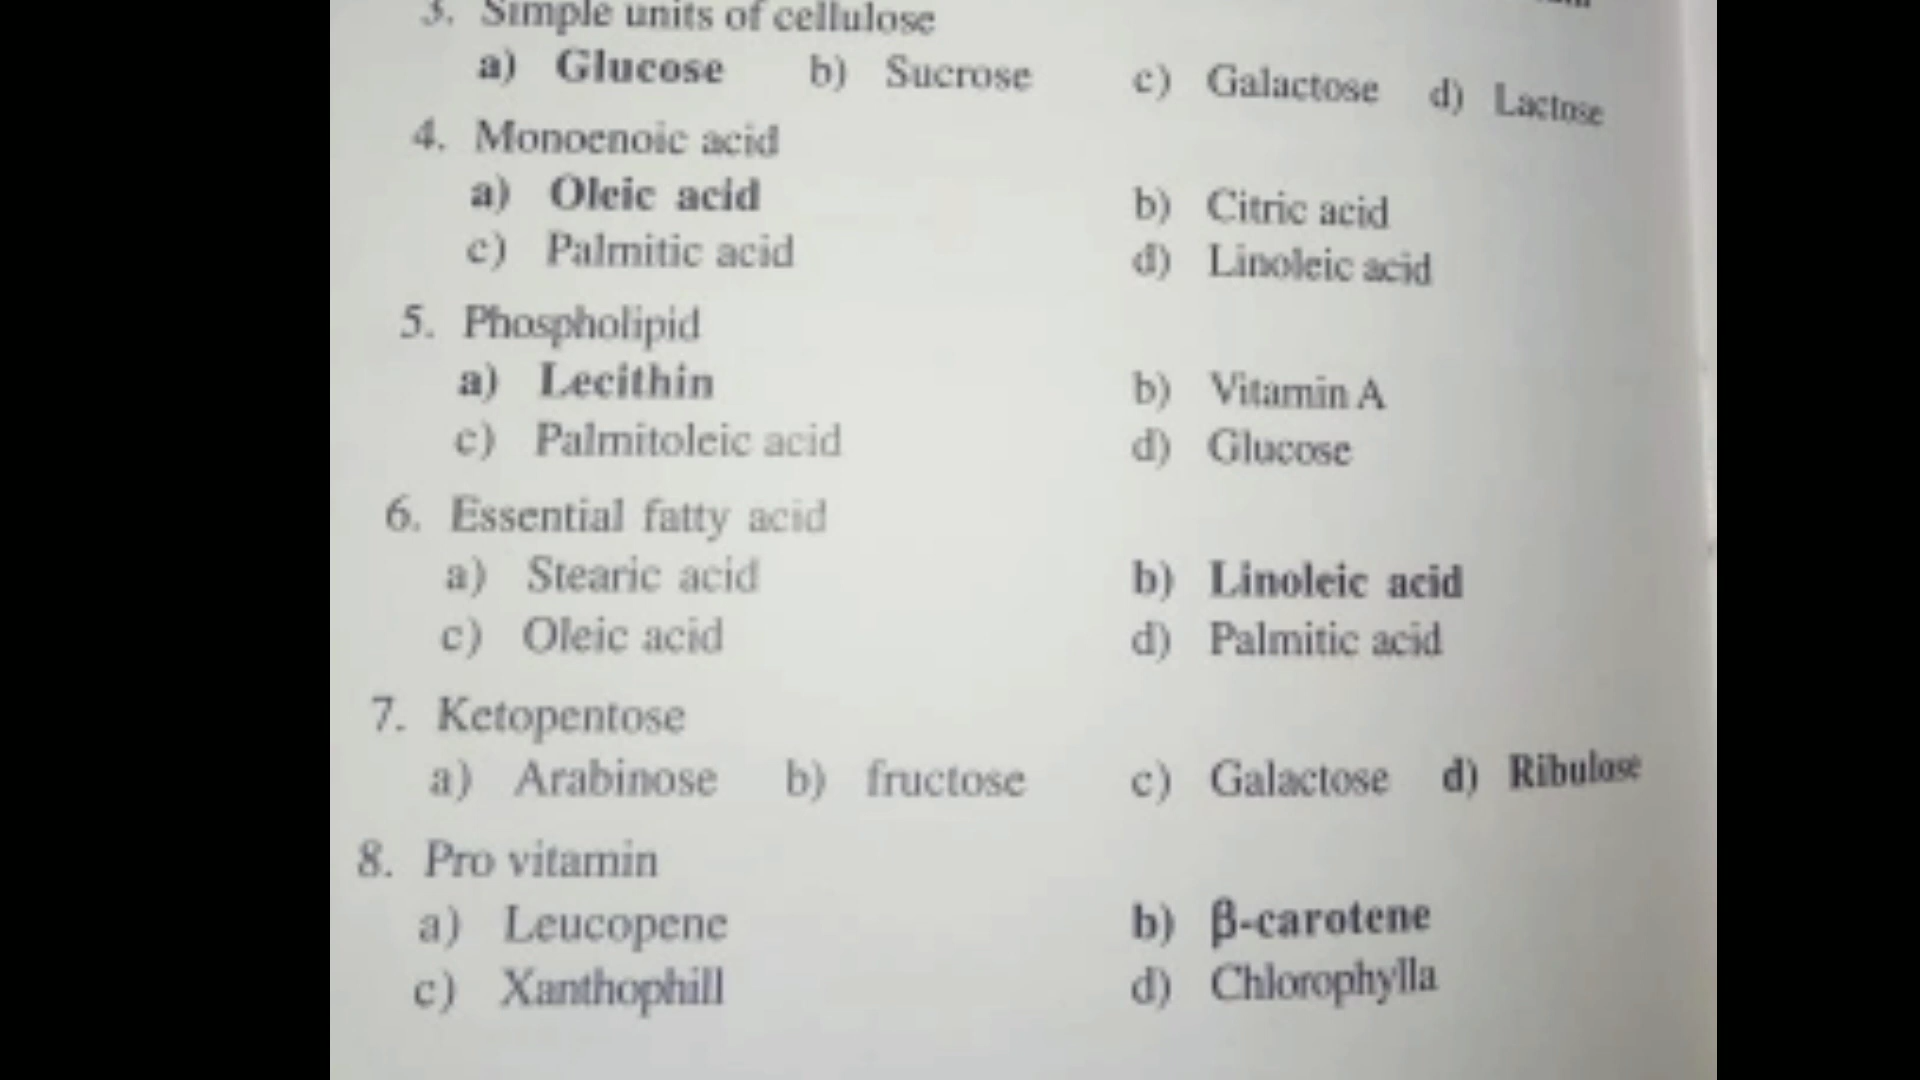 3. Simple units of cellulose
a) Glucose b) Sucrose c) Galactose d) Lactose
4. Monoenoic acid
a) Oleic acid b) Citric acid
c) Palmitic acid d) Linoleic acid
5. Phospholipid
a) Lecithin b) Vitamin A
c) Palmitoleic acid d) Glucose
6. Essential fatty acid
a) Stearic acid b) Linoleic acid
c) Oleic acid d) Palmitic acid
7. Ketopentose
a) Arabinose b) fructose c) Galactose d) Ribulose
8. Pro vitamin
a) Leucopene b) β-carotene
c) Xanthophill d) Chlorophylla